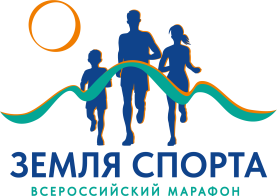 ЗЕМЛЯ СПОРТА
ВСЕРОССИЙСКИЙ МАРАФОН